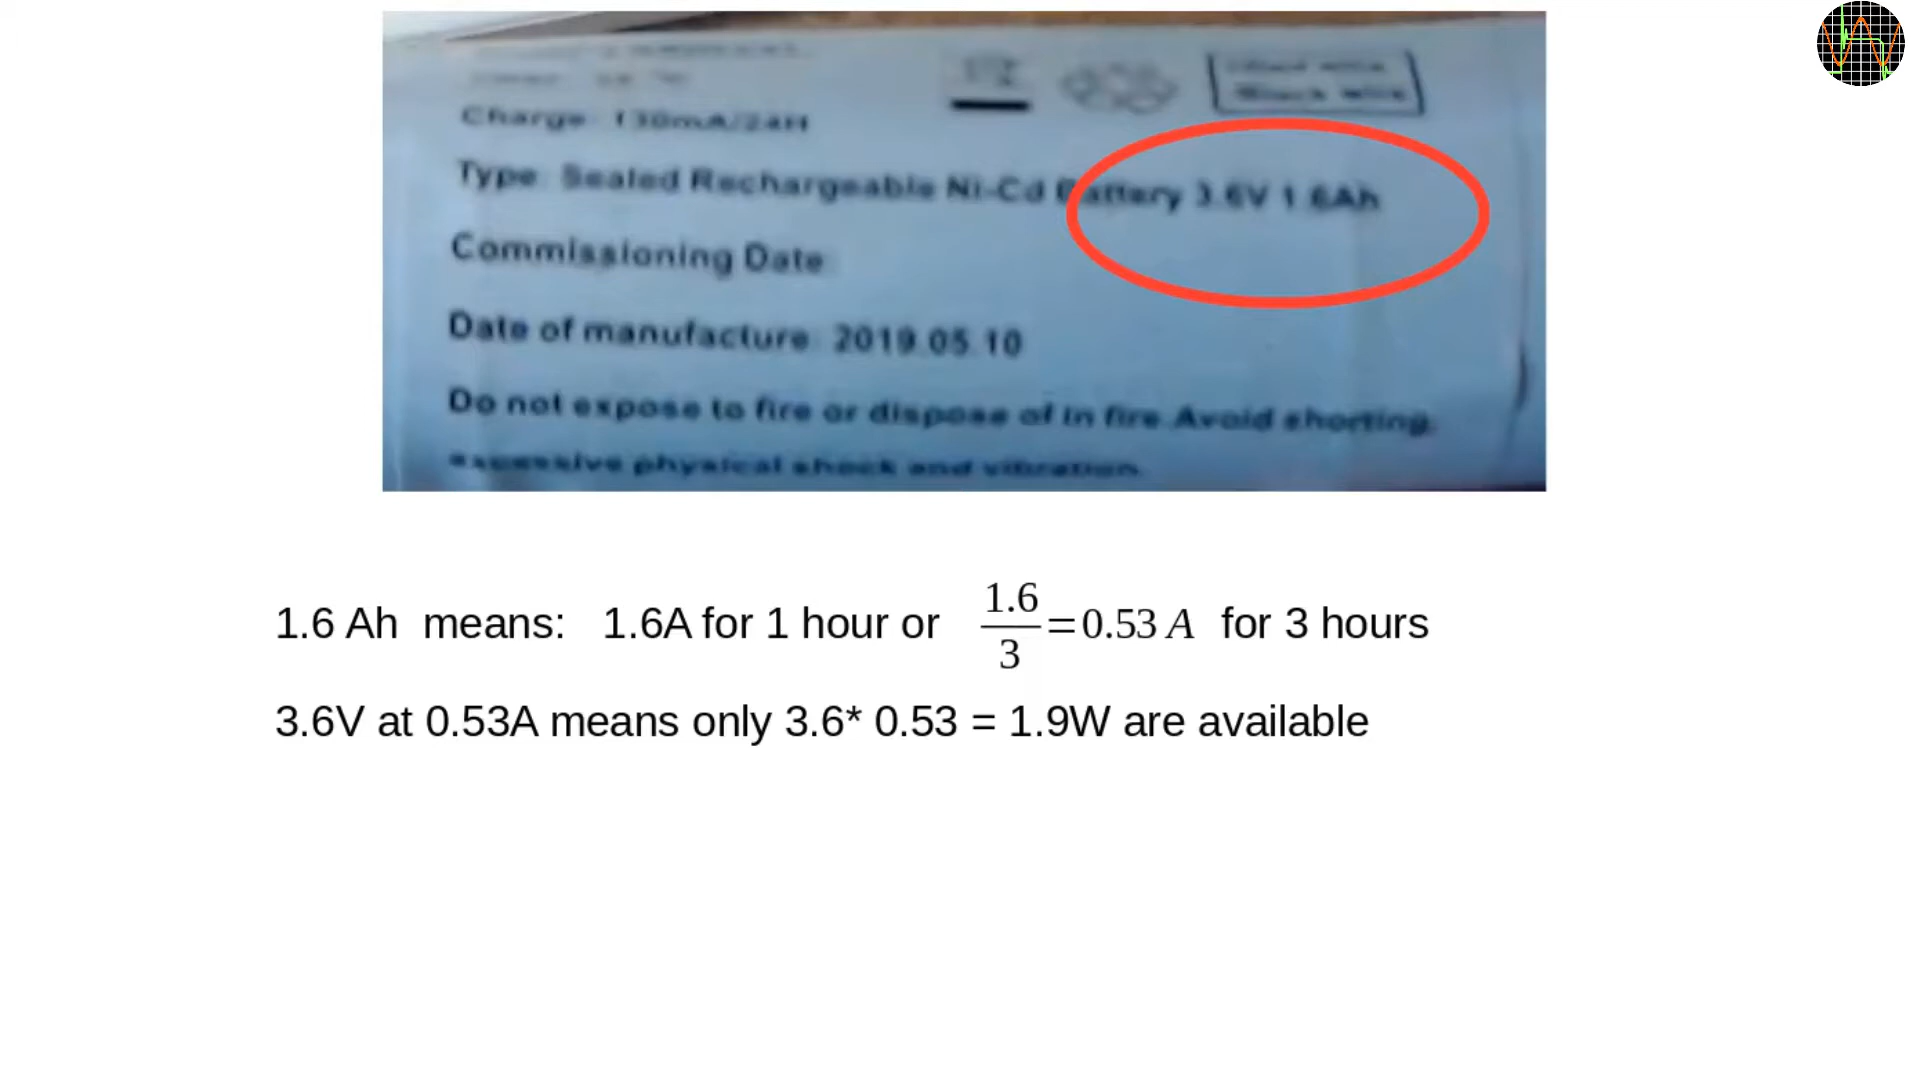 Charge: 130mA/24H
Type: Sealed Rechargeable Ni-Cd Battery 3.6V 1.6Ah
Commissioning Date:
Date of manufacture: 2019.05.10
Do not expose to fire or dispose of in fire.Avoid shorting,
excessive physical shock and vibration.
1.6 Ah means: 1.6A for 1 hour or 1.6/3=0.53 A for 3 hours
3.6V at 0.53A means only 3.6* 0.53 = 1.9W are available